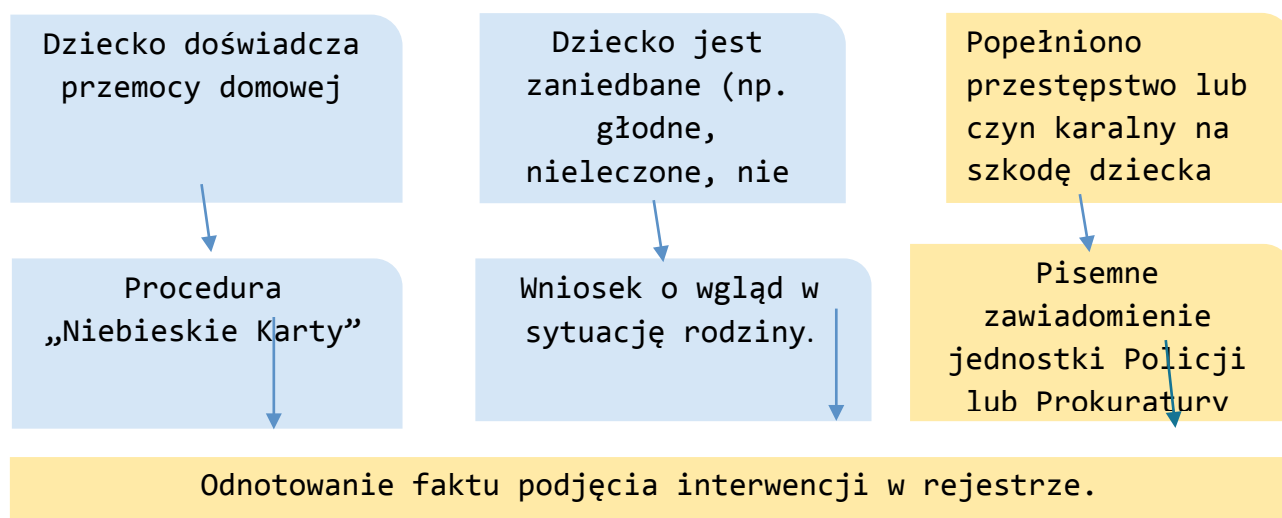 Dziecko doświadcza
przemocy domowej
Dziecko jest
zaniedbane (np.
głodne,
nieleczone, nie
Popełniono
przestępstwo lub
czyn karalny na
szkodę dziecka
Procedura
„Niebieskie Karty”
Wniosek o wgląd w
sytuację rodziny.
Pisemne
zawiadomienie
jednostki Policji
lub Prokuratury
Odnotowanie faktu podjęcia interwencji w rejestrze.